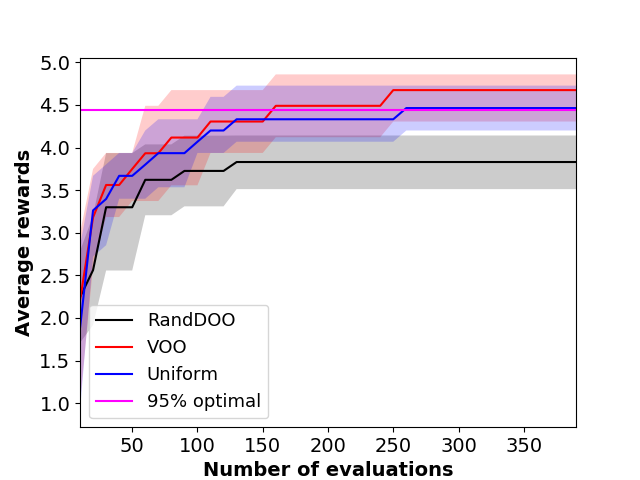 5.0
4.5
4.0
3.5
3.0
2.5
2.0
1.5
1.0
Average rewards
RandDOO
VOO
Uniform
95% optimal
50 100 150 200 250 300 350
Number of evaluations